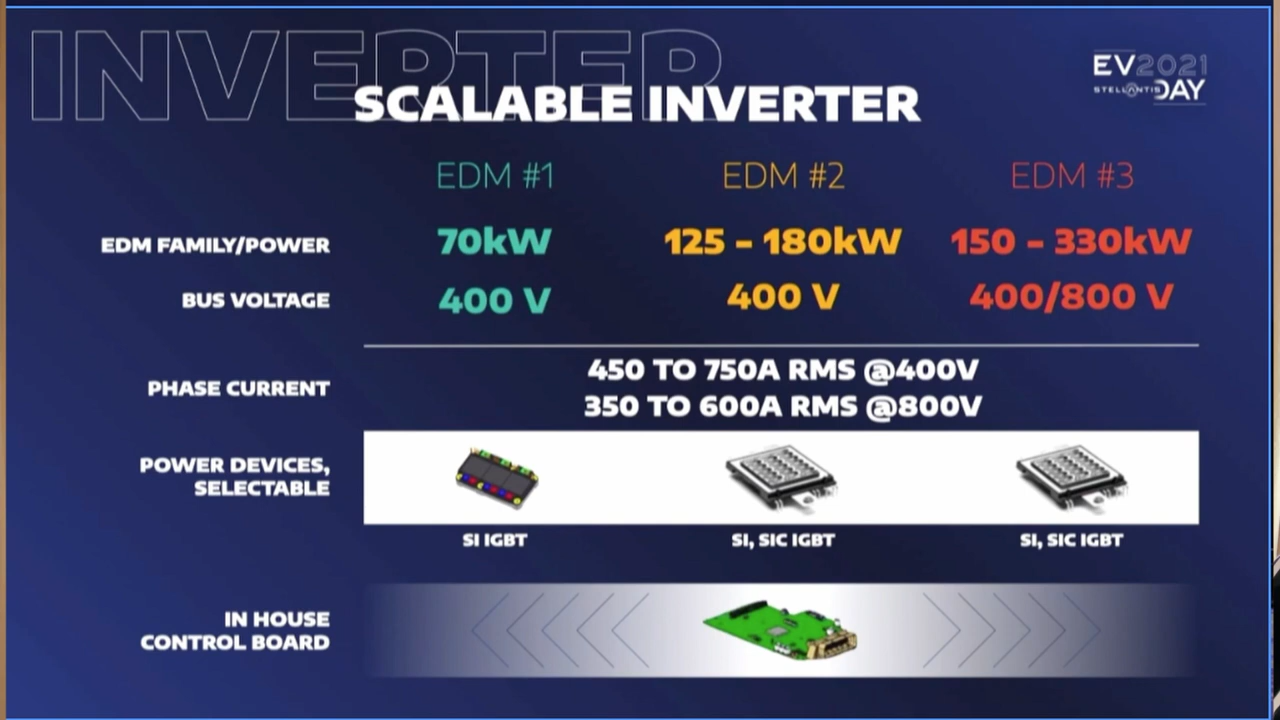 INVERTER
SCALABLE INVERTER
EV2021
STELLANTIS DAY
EDM #1 EDM #2 EDM #3
EDM FAMILY/POWER 70kW 125 - 180kW 150 - 330kW
BUS VOLTAGE 400 V 400 V 400/800 V
PHASE CURRENT
450 TO 750A RMS @400V
350 TO 600A RMS @800V
POWER DEVICES,
SELECTABLE
SI IGBT SI, SIC IGBT SI, SIC IGBT
IN HOUSE
CONTROL BOARD